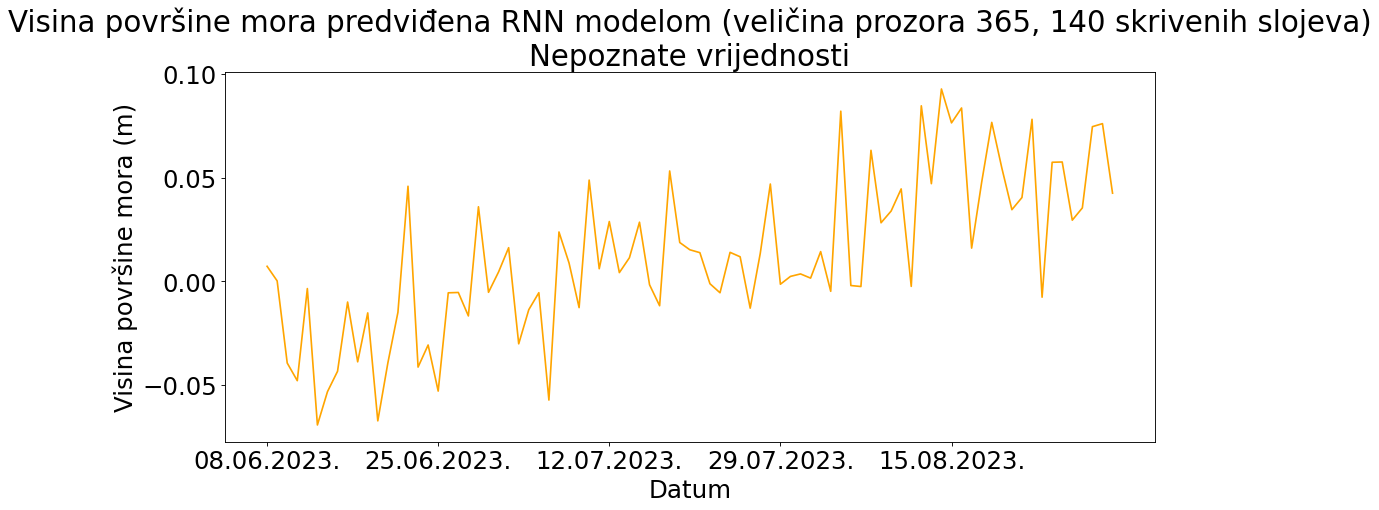 Visina površine mora predviđena RNN modelom (veličina prozora 365, 140 skrivenih slojeva)
Nepoznate vrijednosti
Visina površine mora (m)
0.10
0.05
0.00
−0.05
08.06.2023. 25.06.2023. 12.07.2023. 29.07.2023. 15.08.2023.
Datum